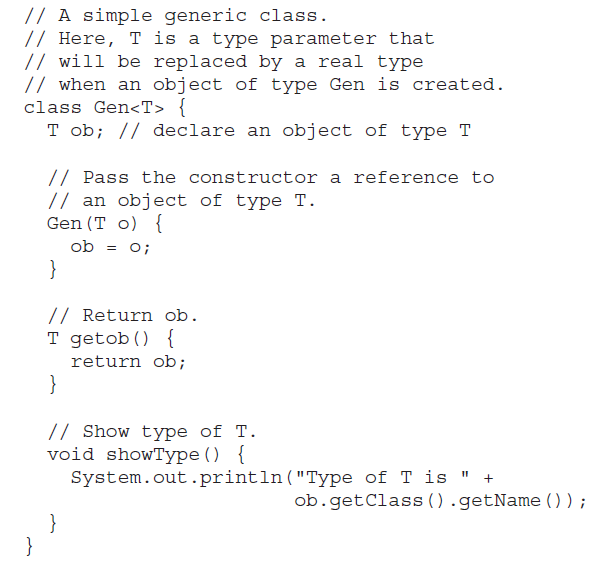 // A simple generic class.
// Here, T is a type parameter that
// will be replaced by a real type
// when an object of type Gen is created.
class Gen<T> {
  T ob; // declare an object of type T

  // Pass the constructor a reference to
  // an object of type T.
  Gen(T o) {
    ob = o;
  }

  // Return ob.
  T getob() {
    return ob;
  }

  // Show type of T.
  void showType() {
    System.out.println("Type of T is " +
                       ob.getClass().getName());
  }
}